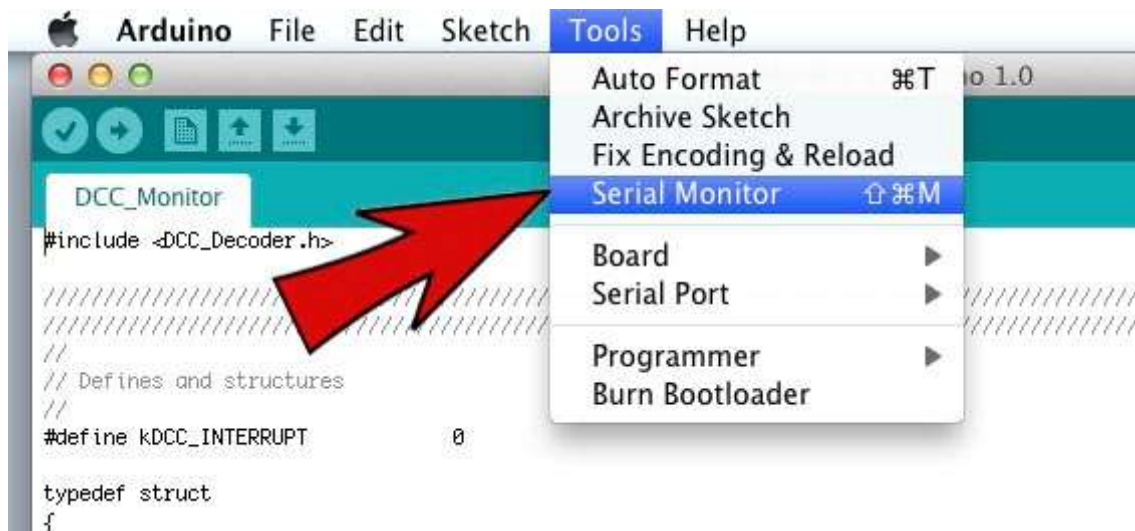 Arduino File Edit Sketch Tools Help
o 1.0
Auto Format ⌘T
Archive Sketch
Fix Encoding & Reload
Serial Monitor ⇧⌘M
Board
Serial Port
Programmer
Burn Bootloader
DCC_Monitor
#include <DCC_Decoder.h>
//
// Defines and structures
//
#define kDCC_INTERRUPT 0
typedef struct
{